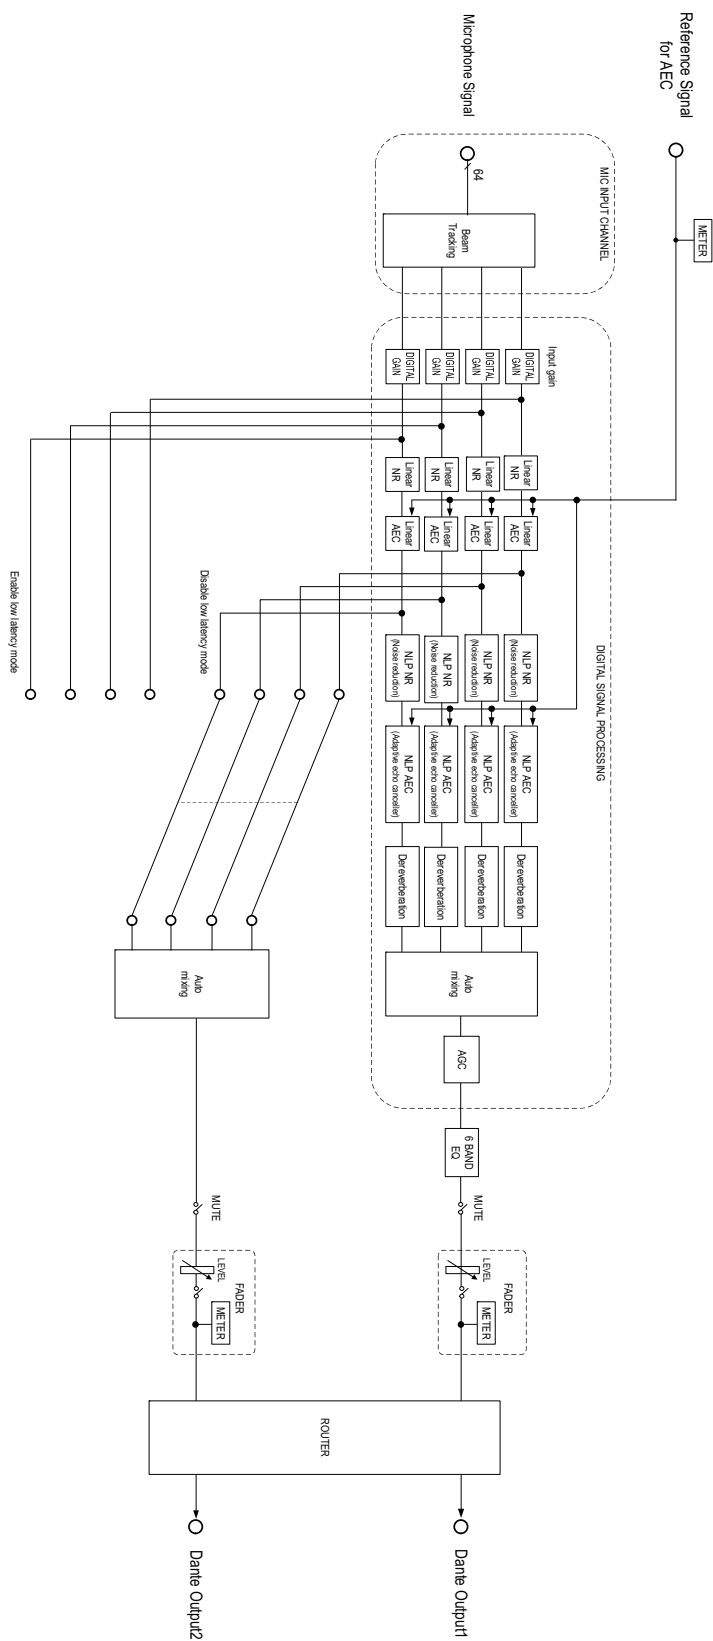 Reference Signal
for AEC
METER
Microphone Signal
MIC INPUT CHANNEL
64
Beam
Tracking
DIGITAL SIGNAL PROCESSING
Input gain
DIGITAL
GAIN
Linear
NR
Linear
AEC
NLP NR
(Noise reduction)
NLP AEC
(Adaptive echo canceller)
Dereverberation
DIGITAL
GAIN
Linear
NR
Linear
AEC
NLP NR
(Noise reduction)
NLP AEC
(Adaptive echo canceller)
Dereverberation
DIGITAL
GAIN
Linear
NR
Linear
AEC
NLP NR
(Noise reduction)
NLP AEC
(Adaptive echo canceller)
Dereverberation
DIGITAL
GAIN
Linear
NR
Linear
AEC
NLP NR
(Noise reduction)
NLP AEC
(Adaptive echo canceller)
Dereverberation
Auto
mixing
AGC
6 BAND
EQ
MUTE
FADER
LEVEL
METER
Disable low latency mode
Enable low latency mode
Auto
mixing
MUTE
FADER
LEVEL
METER
ROUTER
Dante Output1
Dante Output2